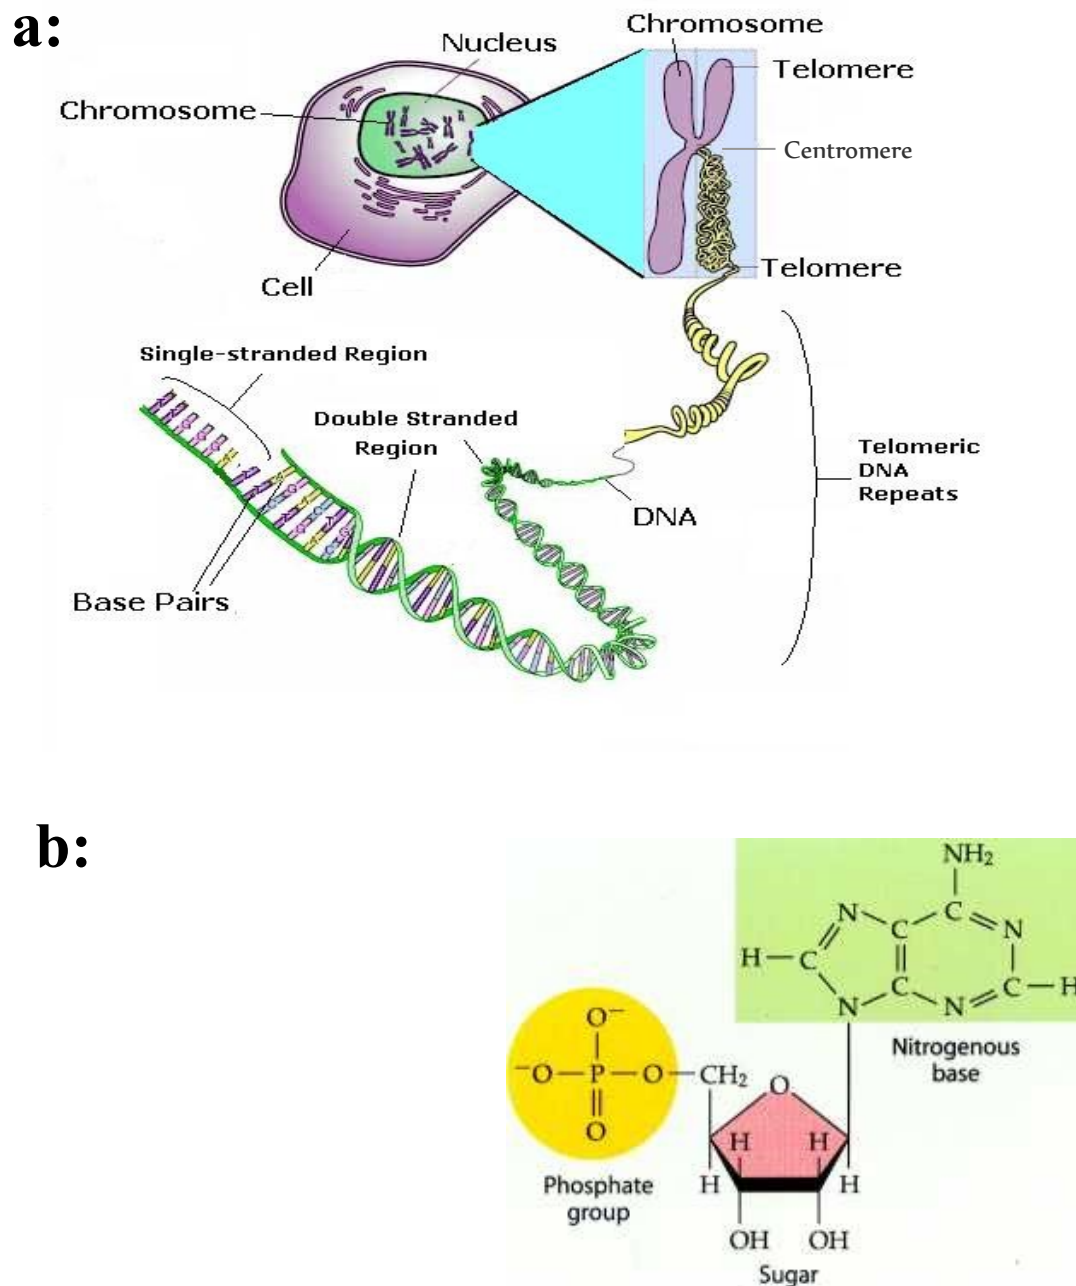 a:
Chromosome
Nucleus
Telomere
Chromosome
Centromere
Telomere
Cell
Single-stranded Region
Double Stranded
Region
Telomeric
DNA
Repeats
DNA
Base Pairs
b:
NH₂
N
C
C
N
H
C
C
C
H
N
N
O⁻
⁻O
P
O
CH₂
O
O
Nitrogenous
base
H
H
H
H
Phosphate
group
OH
OH
Sugar